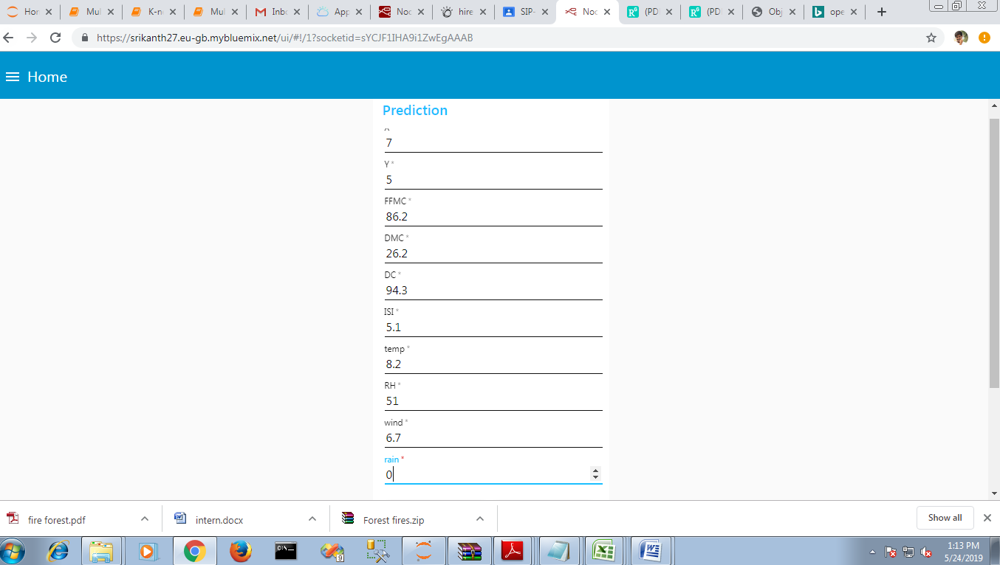 Hor
Mul
K-n
Mul
Inbo
App
Noc
hire
SIP-
Noc
(PD
(PD
Obj
ope
https://srikanth27.eu-gb.mybluemix.net/ui/#!/1?socketid=sYCJF1IHA9i1ZwEgAAAB
Home
Prediction
7
Y *
5
FFMC *
86.2
DMC *
26.2
DC *
94.3
ISI *
5.1
temp *
8.2
RH *
51
wind *
6.7
rain *
0
fire forest.pdf
intern.docx
Forest fires.zip
Show all
9
1:13 PM
5/24/2019